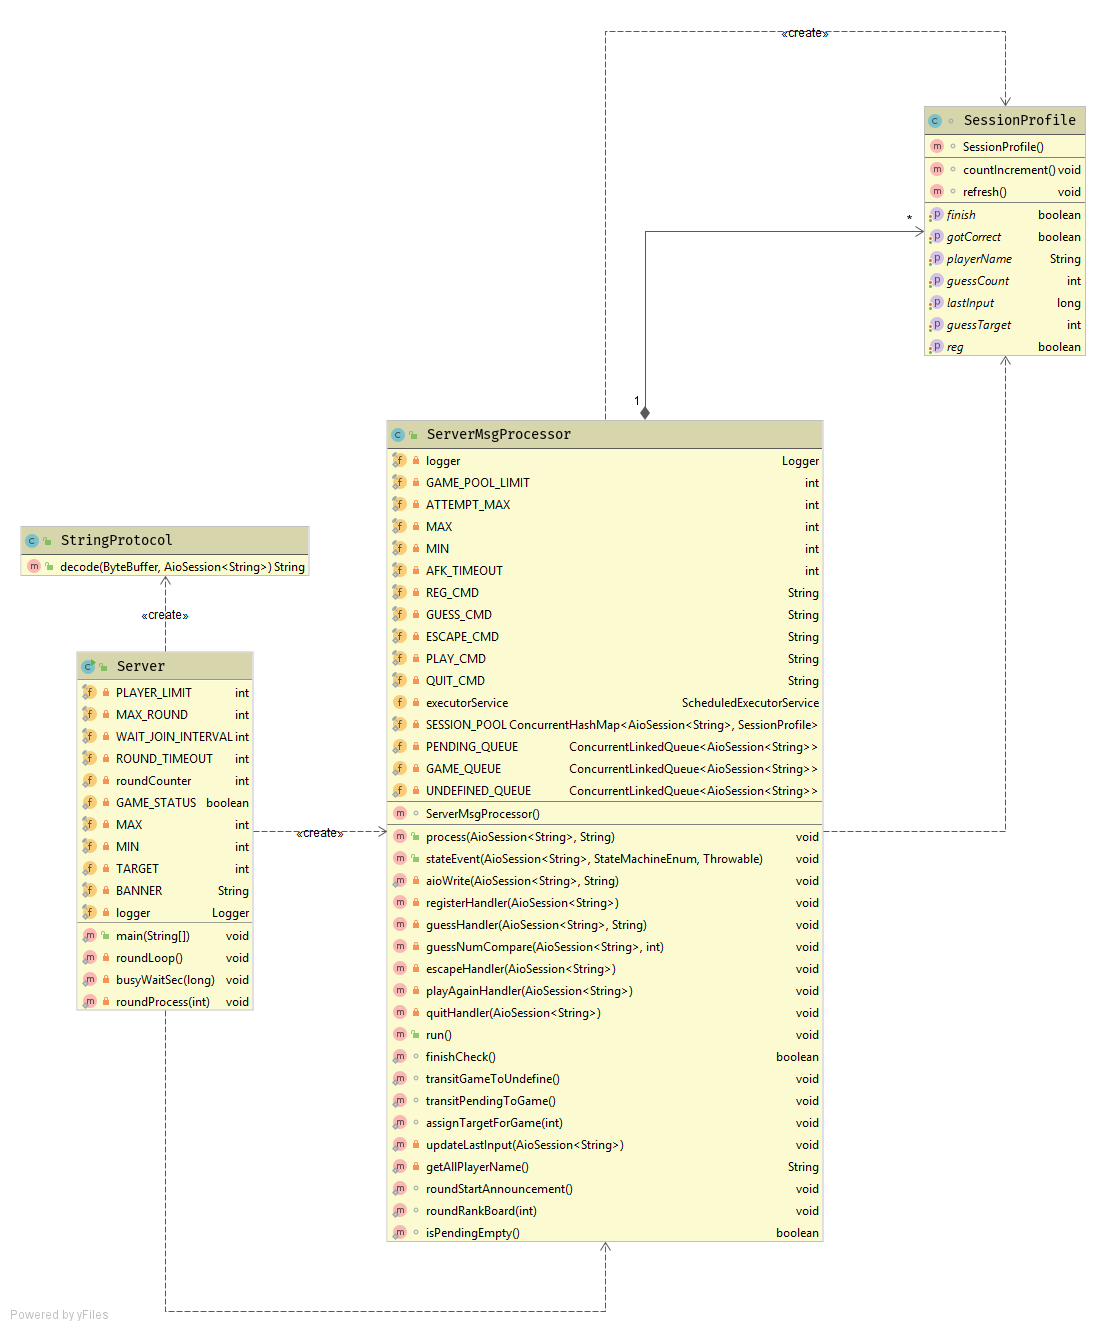 «create»
SessionProfile
SessionProfile()
countIncrement() void
refresh() void
finish boolean
gotCorrect boolean
playerName String
guessCount int
lastInput long
guessTarget int
reg boolean
*
1
ServerMsgProcessor
logger Logger
GAME_POOL_LIMIT int
ATTEMPT_MAX int
MAX int
MIN int
AFK_TIMEOUT int
REG_CMD String
GUESS_CMD String
ESCAPE_CMD String
PLAY_CMD String
QUIT_CMD String
executorService ScheduledExecutorService
SESSION_POOL ConcurrentHashMap<AioSession<String>, SessionProfile>
PENDING_QUEUE ConcurrentLinkedQueue<AioSession<String>>
GAME_QUEUE ConcurrentLinkedQueue<AioSession<String>>
UNDEFINED_QUEUE ConcurrentLinkedQueue<AioSession<String>>
ServerMsgProcessor()
process(AioSession<String>, String) void
stateEvent(AioSession<String>, StateMachineEnum, Throwable) void
aioWrite(AioSession<String>, String) void
registerHandler(AioSession<String>) void
guessHandler(AioSession<String>, String) void
guessNumCompare(AioSession<String>, int) void
escapeHandler(AioSession<String>) void
playAgainHandler(AioSession<String>) void
quitHandler(AioSession<String>) void
run() void
finishCheck() boolean
transitGameToUndefine() void
transitPendingToGame() void
assignTargetForGame(int) void
updateLastInput(AioSession<String>) void
getAllPlayerName() String
roundStartAnnouncement() void
roundRankBoard(int) void
isPendingEmpty() boolean
StringProtocol
decode(ByteBuffer, AioSession<String>) String
«create»
Server
PLAYER_LIMIT int
MAX_ROUND int
WAIT_JOIN_INTERVAL int
ROUND_TIMEOUT int
roundCounter int
GAME_STATUS boolean
MAX int
MIN int
TARGET int
BANNER String
logger Logger
main(String[]) void
roundLoop() void
busyWaitSec(long) void
roundProcess(int) void
«create»
Powered by yFiles